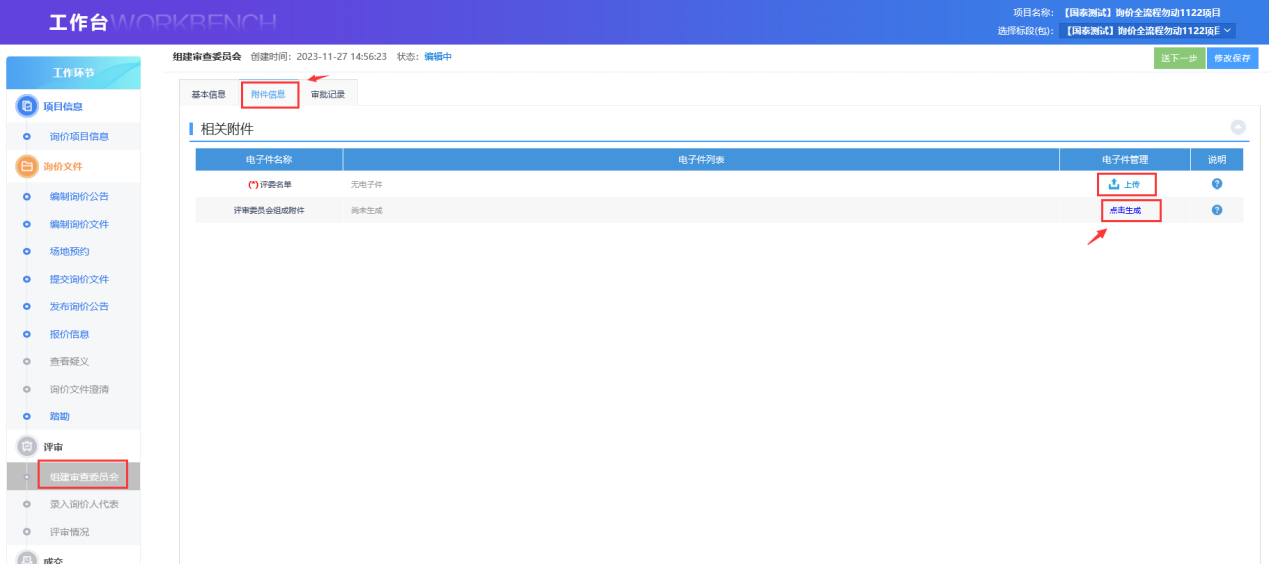 工作台WORKBENCH
项目名称: 【国泰测试】询价全流程勿动1122项目
选择标段(包): 【国泰测试】询价全流程勿动1122项目
组建审查委员会 创建时间: 2023-11-27 14:56:23 状态: 编辑中
送下一步 修改保存
工作环节
项目信息
询价项目信息
询价文件
编制询价公告
编制询价文件
场地预约
提交询价文件
发布询价公告
报价信息
查看疑义
询价文件澄清
踏勘
评审
组建审查委员会
录入询价人代表
评审情况
成交
基本信息 附件信息 审批记录
相关附件
电子件名称 电子件列表 电子件管理 说明
(*)评委名单 无电子件 上传
评审委员会组成附件 尚未生成 点击生成